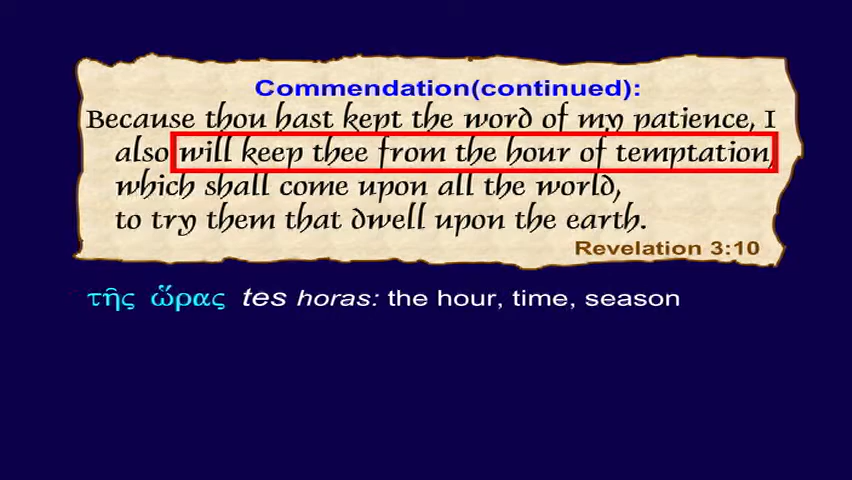 Commendation(continued):
Because thou hast kept the word of my patience, I
also will keep thee from the hour of temptation,
which shall come upon all the world,
to try them that dwell upon the earth.
Revelation 3:10
τῆς ὥρας tes horas: the hour, time, season